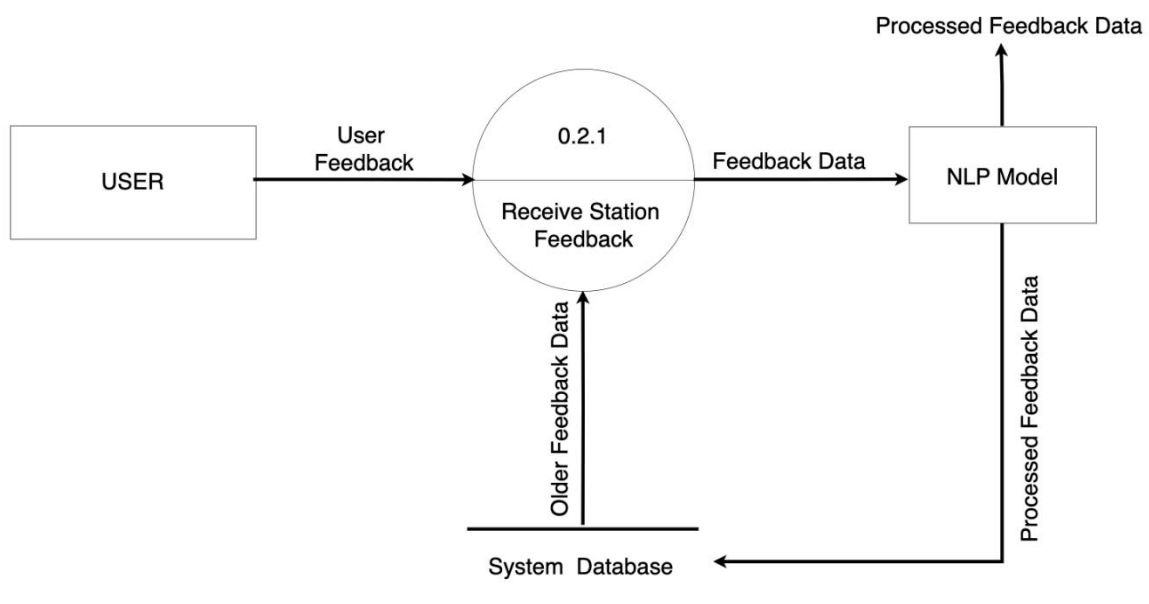 Processed Feedback Data
User
Feedback
0.2.1
Feedback Data
USER
NLP Model
Receive Station
Feedback
Older Feedback Data
Processed Feedback Data
System Database